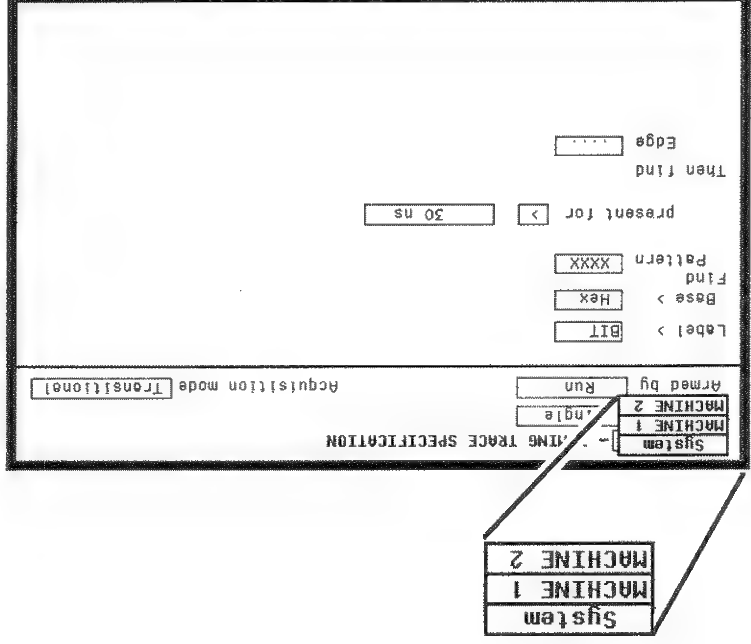 System
MACHINE 1
MACHINE 2
System TRACE SPECIFICATION
MACHINE 1
MACHINE 2
Armed by Run Acquisition mode Transitional
Label > BIT
Base > Hex
Find
Pattern XXXX
present for > 30 ns
Then find
Edge ....